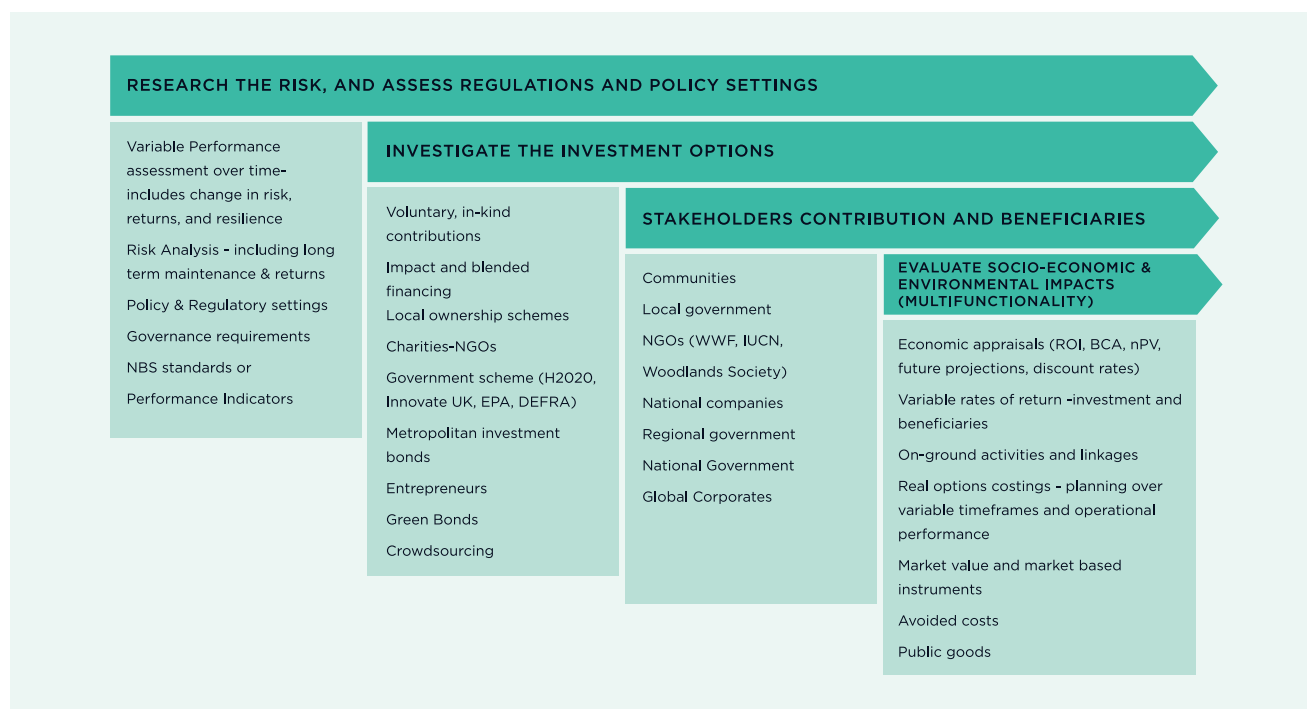 RESEARCH THE RISK, AND ASSESS REGULATIONS AND POLICY SETTINGS
Variable Performance
assessment over time-
includes change in risk,
returns, and resilience
Risk Analysis - including long
term maintenance & returns
Policy & Regulatory settings
Governance requirements
NBS standards or
Performance Indicators
INVESTIGATE THE INVESTMENT OPTIONS
Voluntary, in-kind
contributions
Impact and blended
financing
Local ownership schemes
Charities-NGOs
Government scheme (H2020,
Innovate UK, EPA, DEFRA)
Metropolitan investment
bonds
Entrepreneurs
Green Bonds
Crowdsourcing
STAKEHOLDERS CONTRIBUTION AND BENEFICIARIES
Communities
Local government
NGOs (WWF, IUCN,
Woodlands Society)
National companies
Regional government
National Government
Global Corporates
EVALUATE SOCIO-ECONOMIC &
ENVIRONMENTAL IMPACTS
(MULTIFUNCTIONALITY)
Economic appraisals (ROI, BCA, nPV,
future projections, discount rates)
Variable rates of return -investment and
beneficiaries
On-ground activities and linkages
Real options costings - planning over
variable timeframes and operational
performance
Market value and market based
instruments
Avoided costs
Public goods